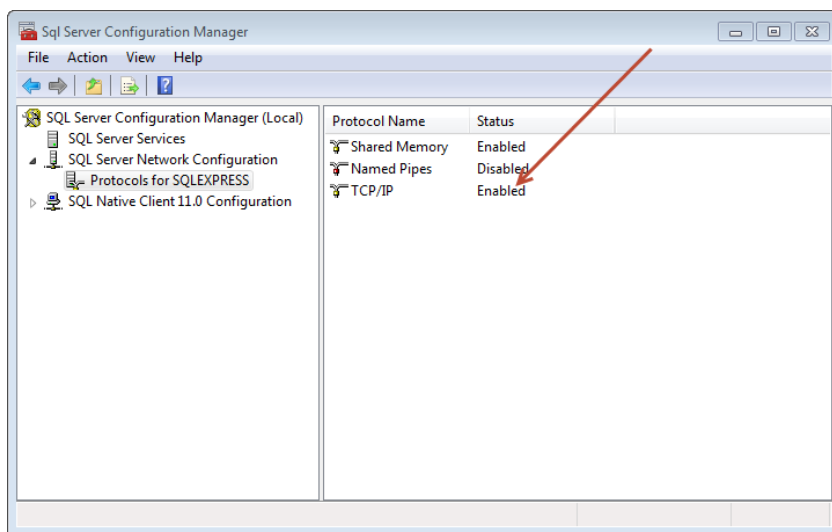 Sql Server Configuration Manager
File Action View Help
SQL Server Configuration Manager (Local)
SQL Server Services
SQL Server Network Configuration
Protocols for SQLEXPRESS
SQL Native Client 11.0 Configuration
Protocol Name Status
Shared Memory Enabled
Named Pipes Disabled
TCP/IP Enabled